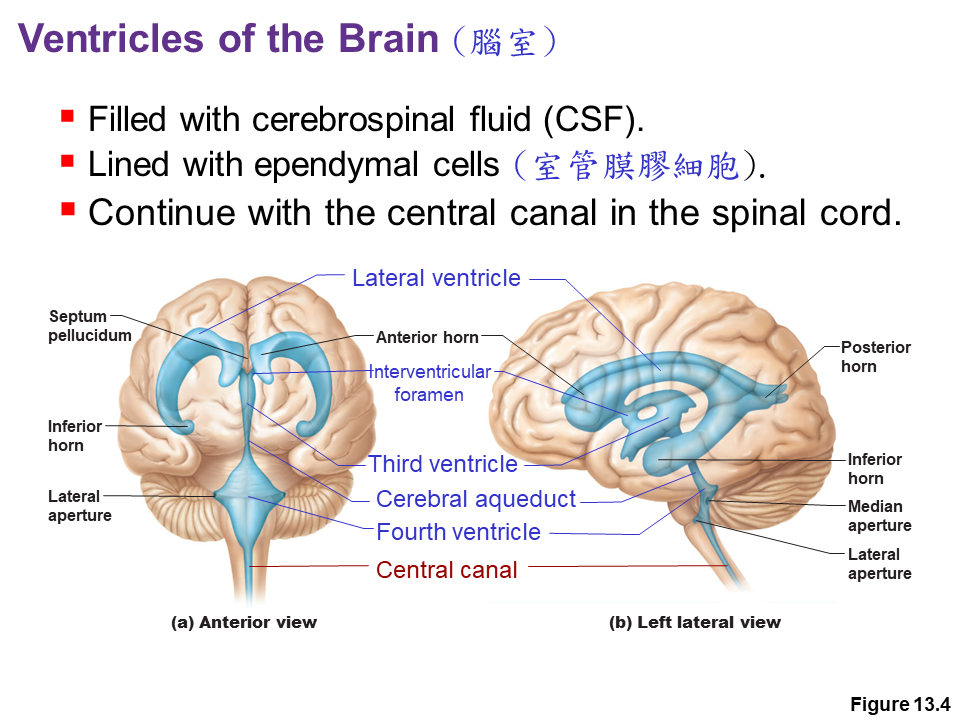 Ventricles of the Brain (腦室)
■ Filled with cerebrospinal fluid (CSF).
■ Lined with ependymal cells (室管膜膠細胞).
■ Continue with the central canal in the spinal cord.
Lateral ventricle
Septum
pellucidum
Anterior horn
Posterior
horn
Interventricular
foramen
Inferior
horn
Third ventricle
Inferior
horn
Lateral
aperture
Cerebral aqueduct
Median
aperture
Fourth ventricle
Lateral
aperture
Central canal
(a) Anterior view
(b) Left lateral view
Figure 13.4